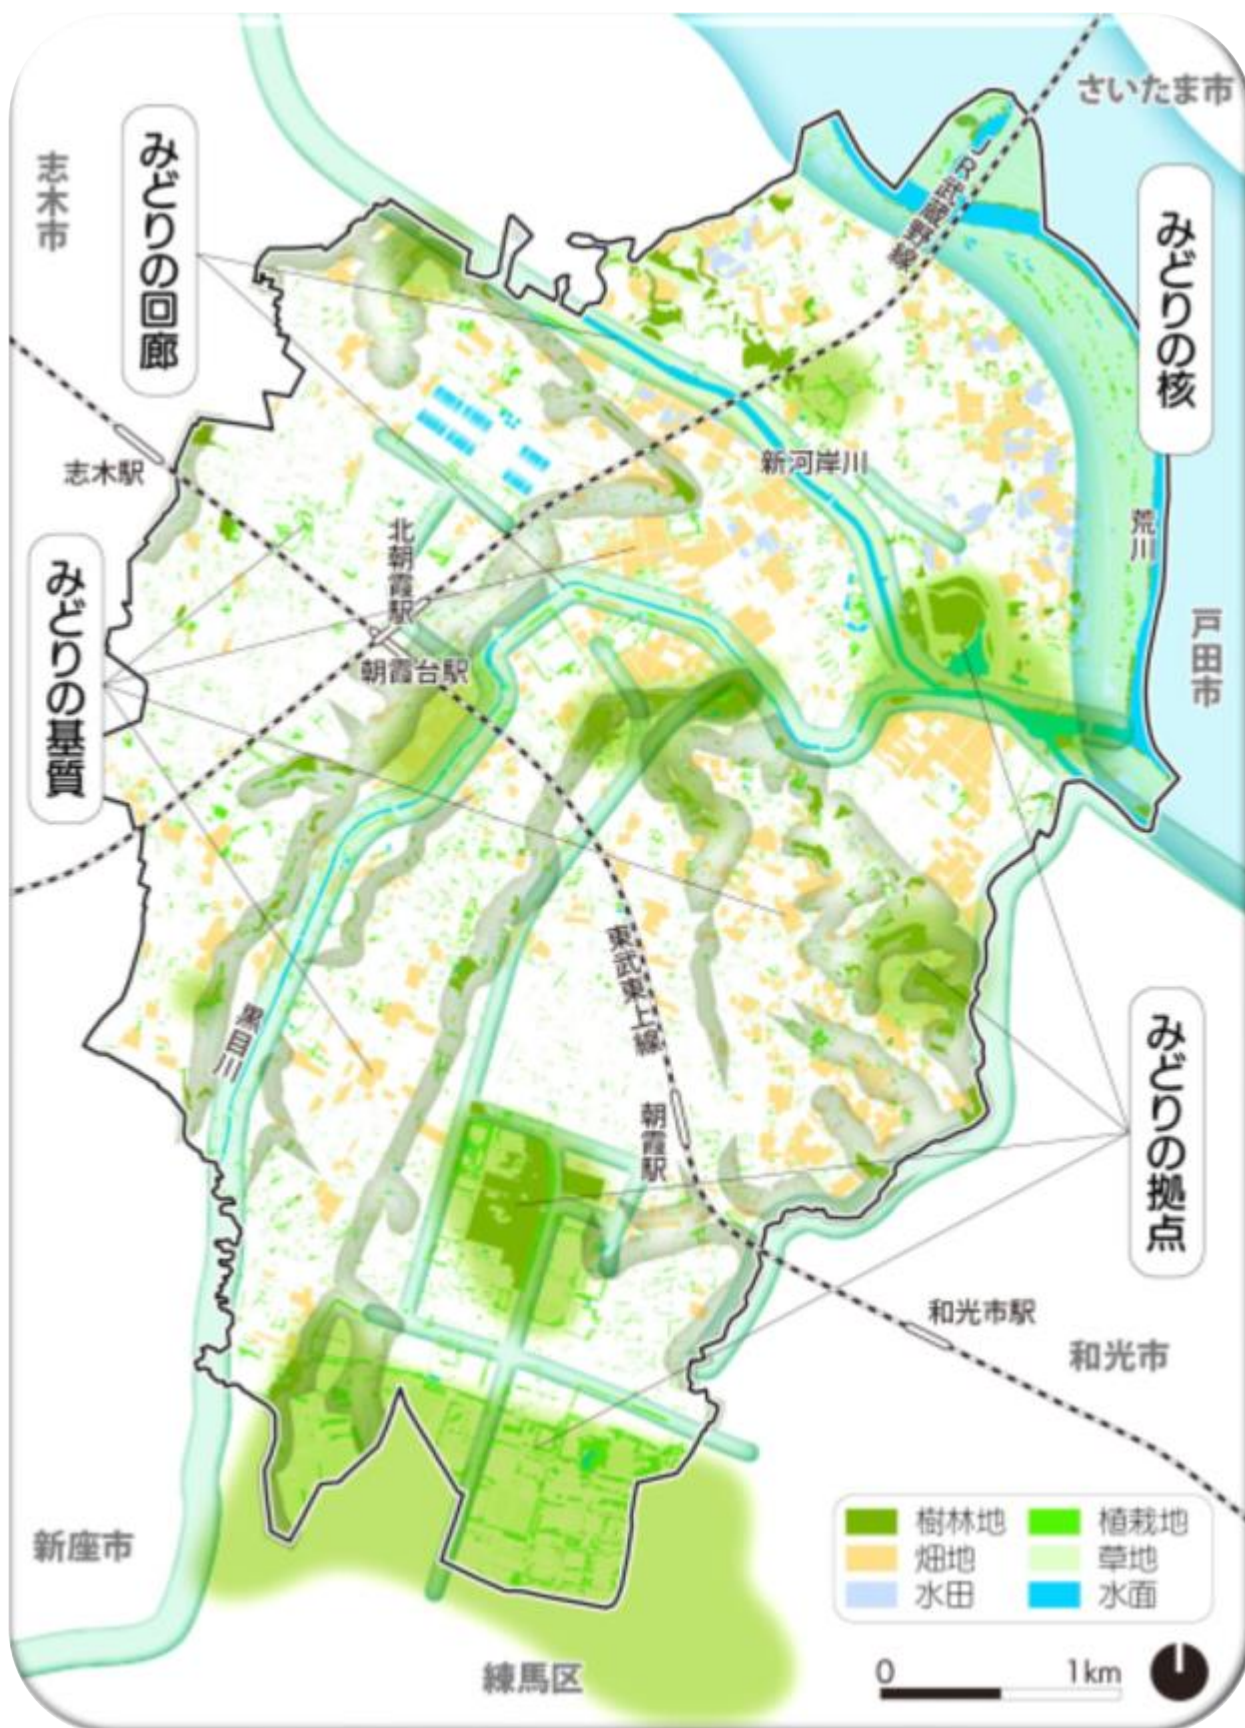 さいたま市
志木市
みどりの回廊
JR武蔵野線
みどりの核
志木駅
新河岸川
北朝霞駅
荒川
みどりの基質
朝霞台駅
戸田市
東武東上線
黒目川
みどりの拠点
朝霞駅
和光市駅
和光市
新座市
練馬区
樹林地
植栽地
畑地
草地
水田
水面
0
1km